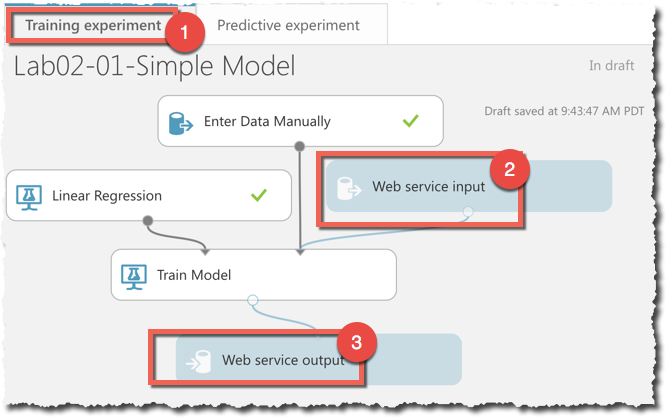 Training experiment
1
Predictive experiment
Lab02-01-Simple Model
In draft
Enter Data Manually
Draft saved at 9:43:47 AM PDT
2
Linear Regression
Web service input
Train Model
3
Web service output